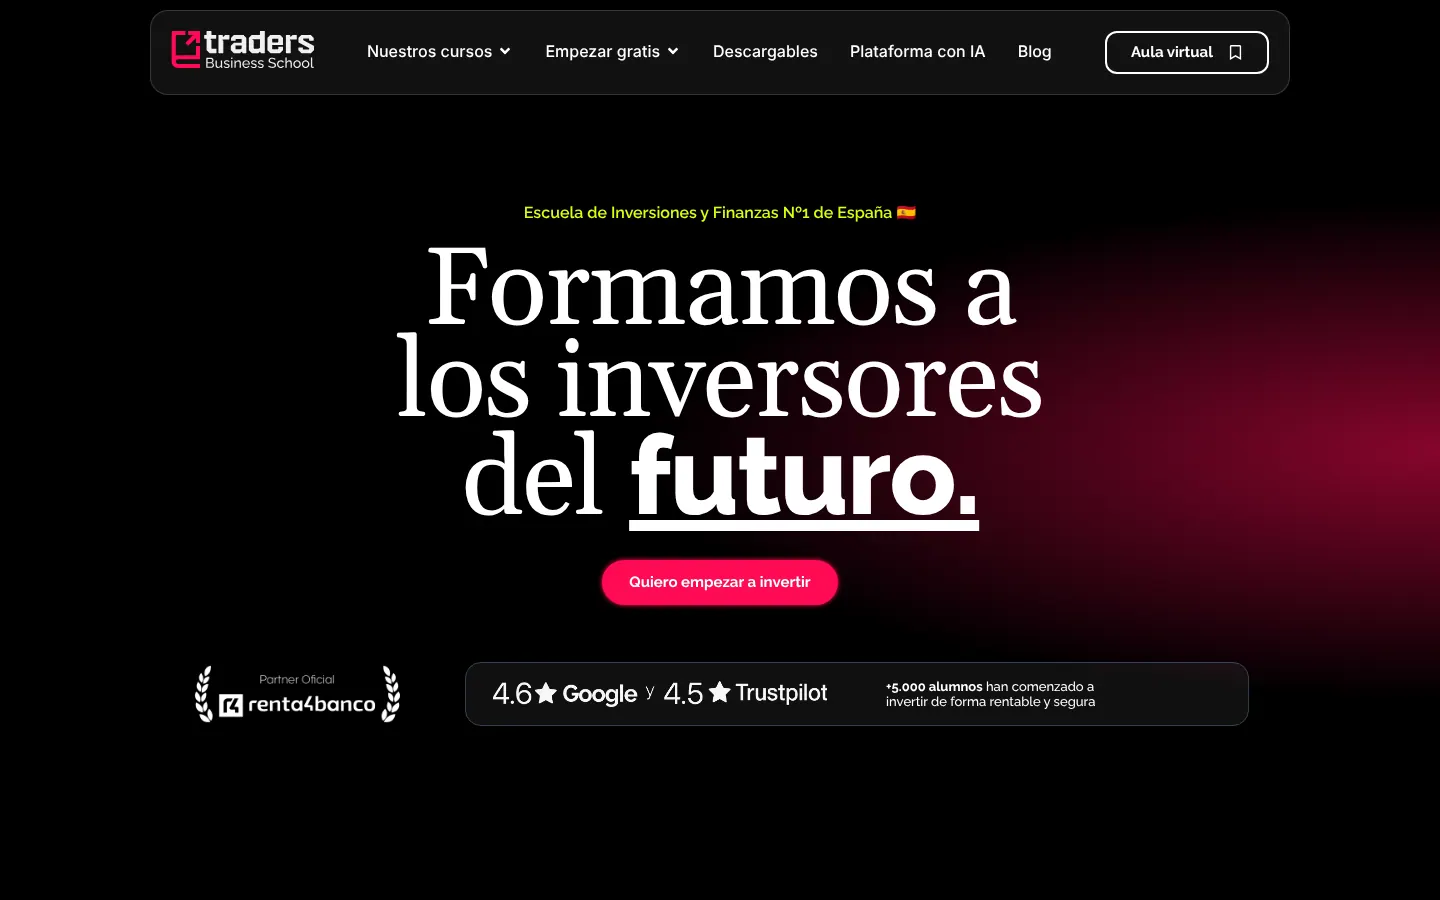 traders
Business School
Nuestros cursos
Empezar gratis
Descargables
Plataforma con IA
Blog
Aula virtual
Escuela de Inversiones y Finanzas Nº1 de España 🇪🇸
Formamos a
los inversores
del futuro.
Quiero empezar a invertir
Partner Oficial
r4 renta4banco
4.6★ Google y 4.5★ Trustpilot
+5.000 alumnos han comenzado a
invertir de forma rentable y segura